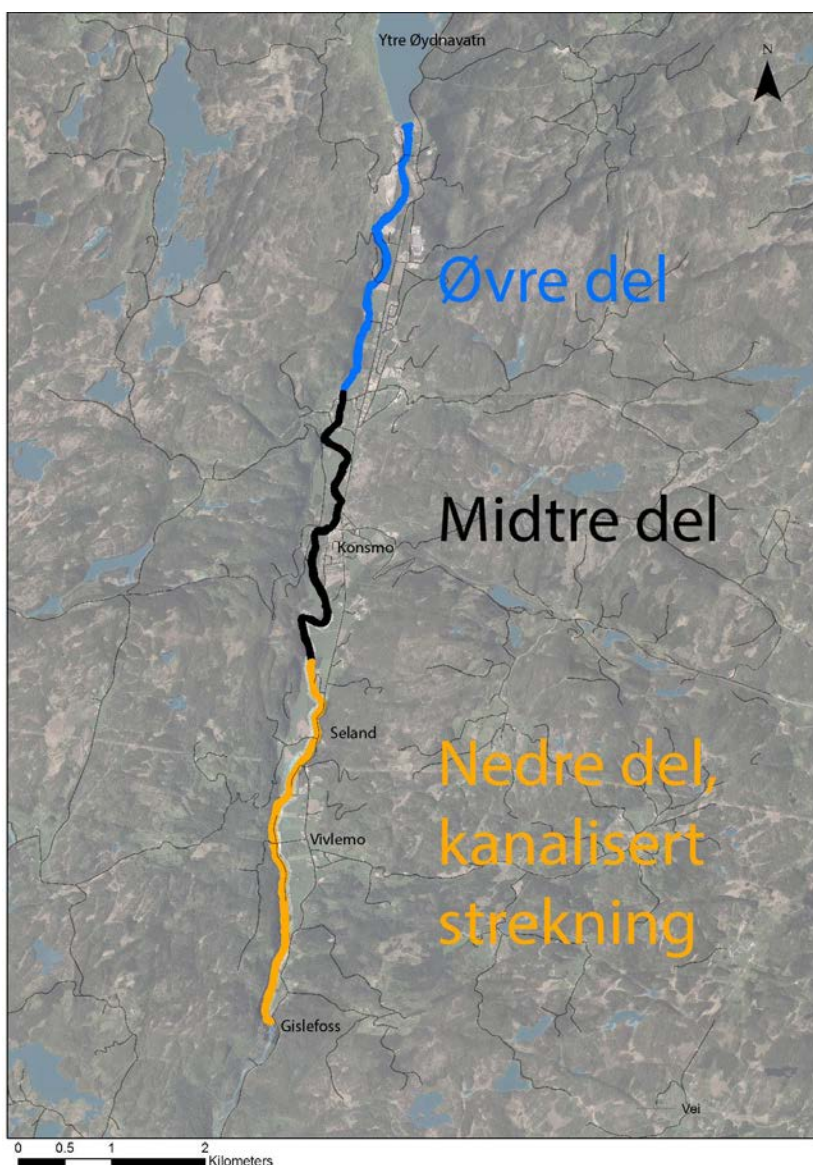 Ytre Øydnavatn
N
Øvre del
Midtre del
Konsmo
Seland
Nedre del,
kanalisert
strekning
Vivlemo
Gislefoss
Vei
0 0.5 1 2
Kilometers